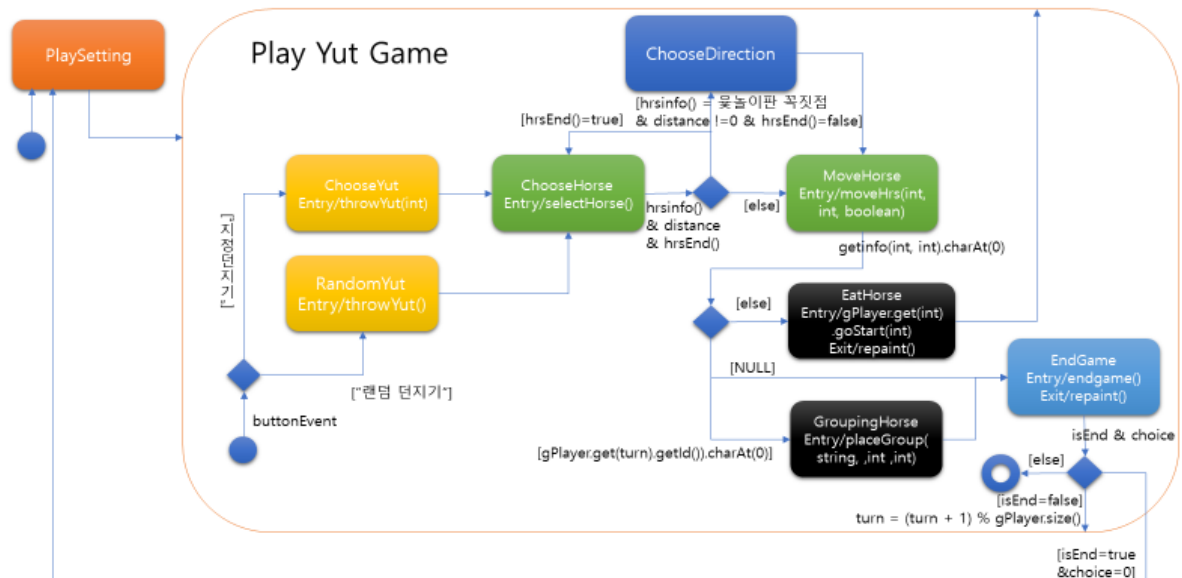 PlaySetting
Play Yut Game
ChooseDirection
[hrsinfo() = 윷놀이판 꼭짓점
& distance !=0 & hrsEnd()=false]
[hrsEnd()=true]
ChooseYut
Entry/throwYut(int)
ChooseHorse
Entry/selectHorse()
MoveHorse
Entry/moveHrs(int,
int, boolean)
[else]
hrsinfo()
& distance
& hrsEnd()
["지정던지기"]
getinfo(int, int).charAt(0)
RandomYut
Entry/throwYut()
[else]
EatHorse
Entry/gPlayer.get(int)
.goStart(int)
Exit/repaint()
[NULL]
EndGame
Entry/endgame()
Exit/repaint()
["랜덤 던지기"]
buttonEvent
GroupingHorse
Entry/placeGroup(
string, ,int ,int)
[gPlayer.get(turn).getId()).charAt(0)]
isEnd & choice
[else]
[isEnd=false]
turn = (turn + 1) % gPlayer.size()
[isEnd=true
&choice=0]